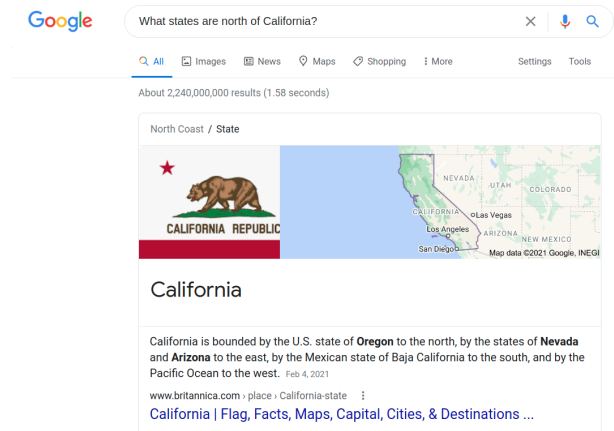 Google
What states are north of California?
All Images News Maps Shopping More Settings Tools
About 2,240,000,000 results (1.58 seconds)
North Coast / State
CALIFORNIA REPUBLIC
NEVADA
UTAH
COLORADO
CALIFORNIA
Las Vegas
Los Angeles
ARIZONA
NEW MEXICO
San Diego
Map data ©2021 Google, INEGI
California
California is bounded by the U.S. state of Oregon to the north, by the states of Nevada
and Arizona to the east, by the Mexican state of Baja California to the south, and by the
Pacific Ocean to the west. Feb 4, 2021
www.britannica.com › place › California-state
California | Flag, Facts, Maps, Capital, Cities, & Destinations ...